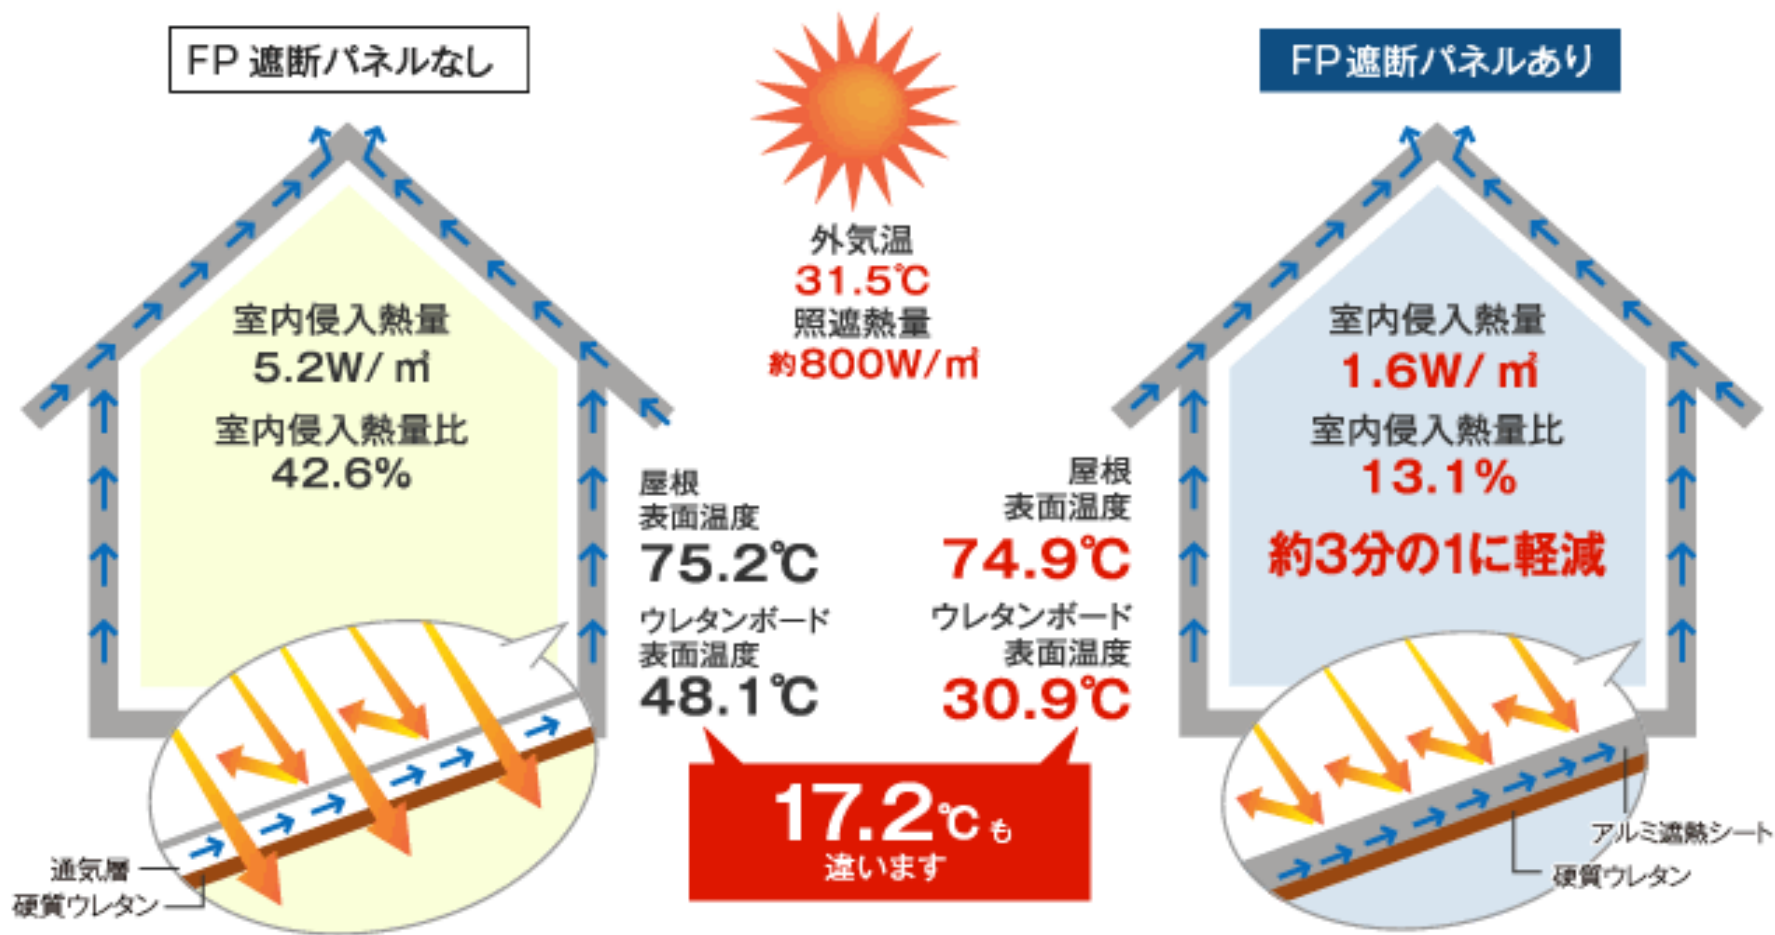 FP 遮断パネルなし
外気温
31.5℃
照遮熱量
約800W/㎡
FP遮断パネルあり
室内侵入熱量
5.2W/㎡
室内侵入熱量比
42.6%
屋根
表面温度
75.2℃
ウレタンボード
表面温度
48.1℃
屋根
表面温度
74.9℃
ウレタンボード
表面温度
30.9℃
室内侵入熱量
1.6W/㎡
室内侵入熱量比
13.1%
約3分の1に軽減
17.2℃も
違います
通気層
硬質ウレタン
アルミ遮熱シート
硬質ウレタン